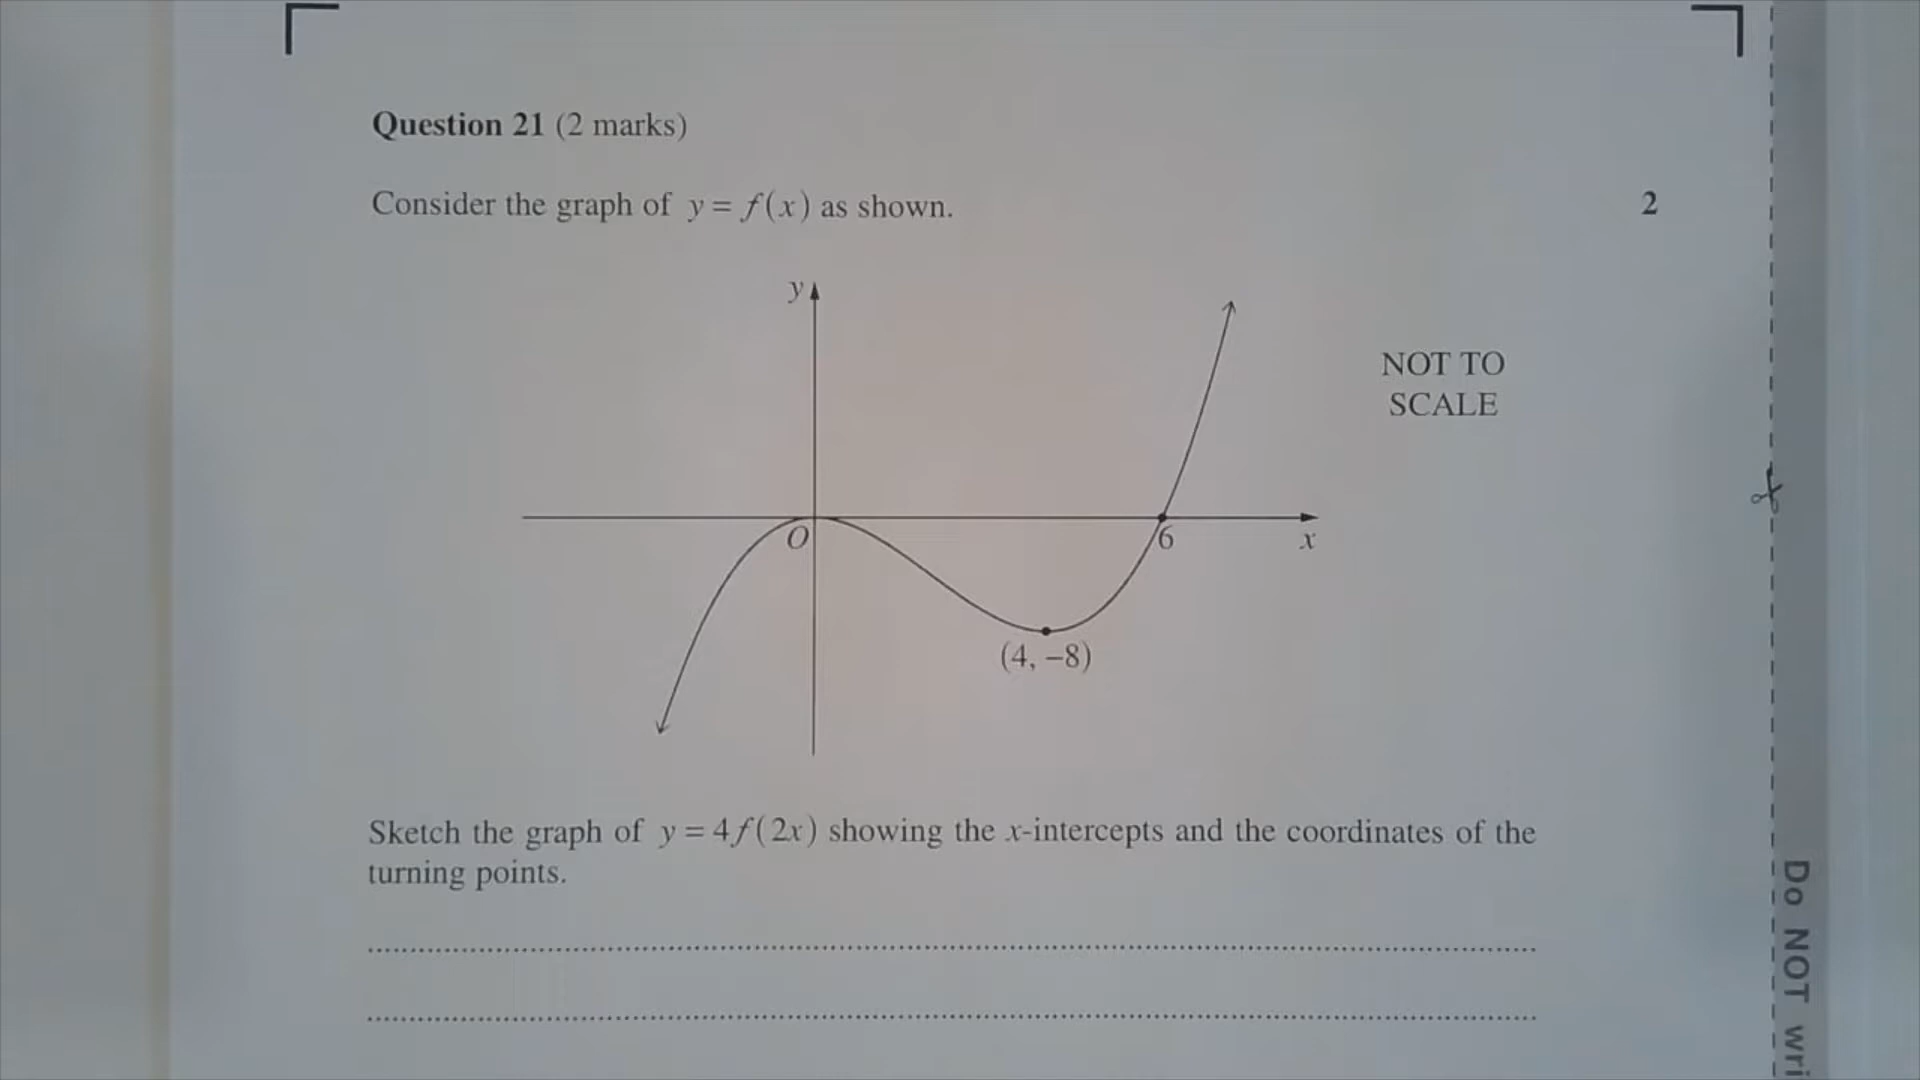 Question 21 (2 marks)
Consider the graph of y = f(x) as shown.
2
y
NOT TO
SCALE
O
6
x
(4, –8)
Sketch the graph of y = 4f(2x) showing the x-intercepts and the coordinates of the
turning points.
Do NOT wri